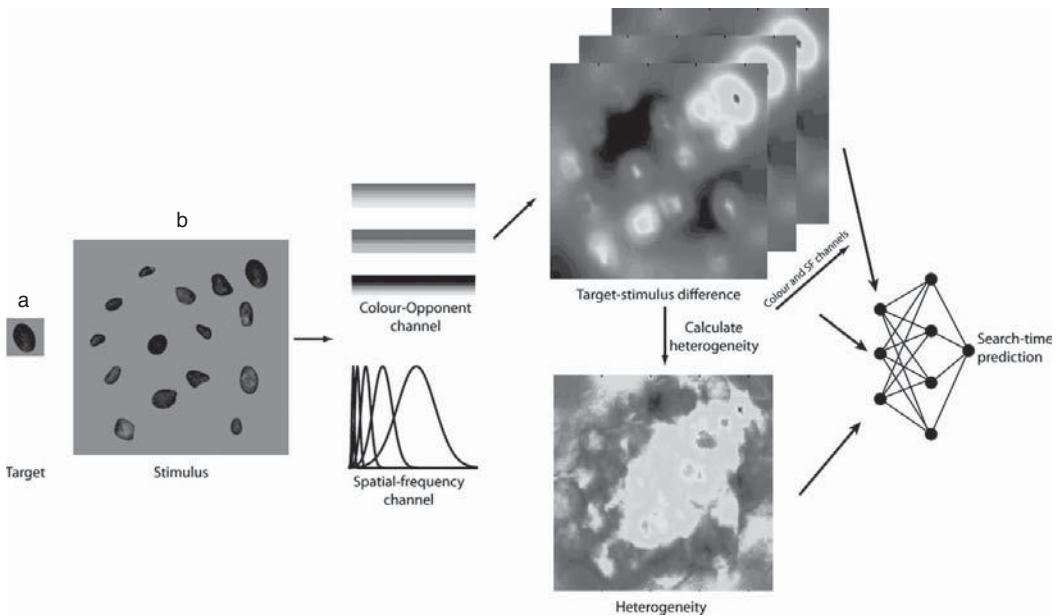 b
a
Target
Stimulus
Colour-Opponent
channel
Spatial-frequency
channel
Target-stimulus difference
Colour and SF channels
Calculate
heterogeneity
Heterogeneity
Search-time
prediction